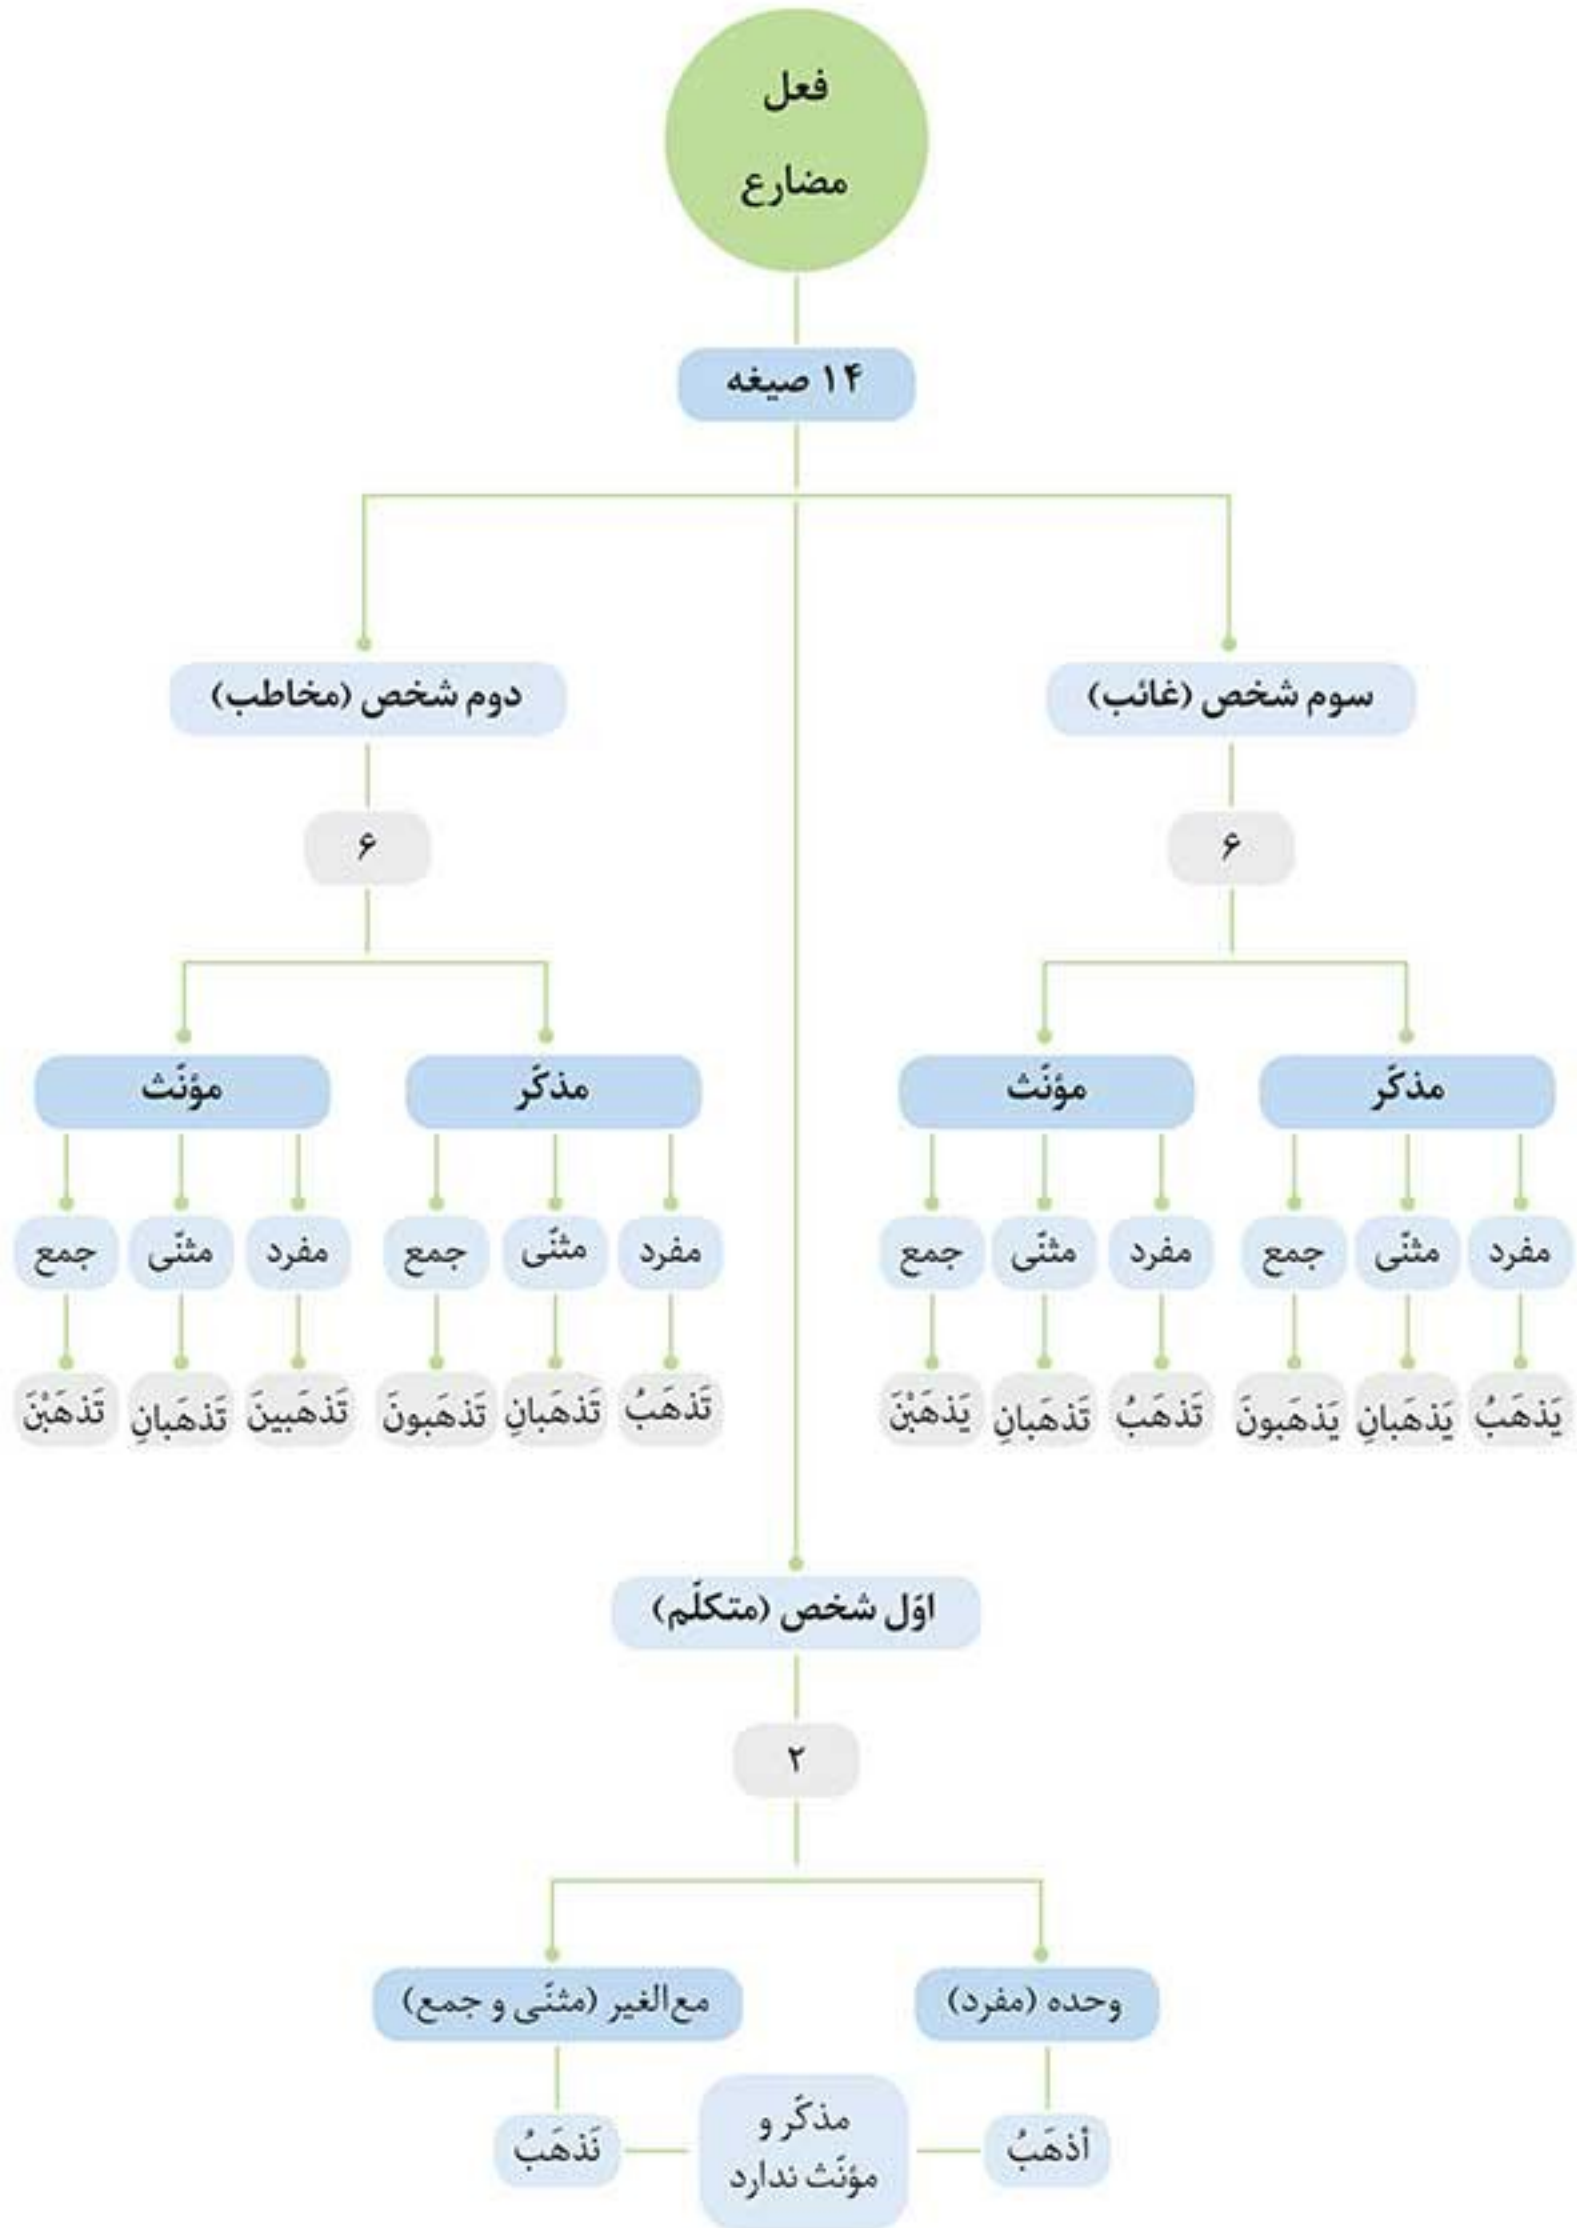 فعل
مضارع
۱۴ صیغه
سوم شخص (غائب)
دوم شخص (مخاطب)
۶
۶
مذکّر
مؤنّث
مذکّر
مؤنّث
مفرد
مثنّی
جمع
مفرد
مثنّی
جمع
مفرد
مثنّی
جمع
مفرد
مثنّی
جمع
یَذهَبُ
یَذهَبانِ
یَذهَبونَ
تَذهَبُ
تَذهَبانِ
یَذهَبْنَ
تَذهَبُ
تَذهَبانِ
تَذهَبونَ
تَذهَبینَ
تَذهَبانِ
تَذهَبْنَ
اوّل شخص (متکلّم)
۲
وحده (مفرد)
مع‌الغیر (مثنّی و جمع)
أذهَبُ
مذکّر و
مؤنّث ندارد
نَذهَبُ